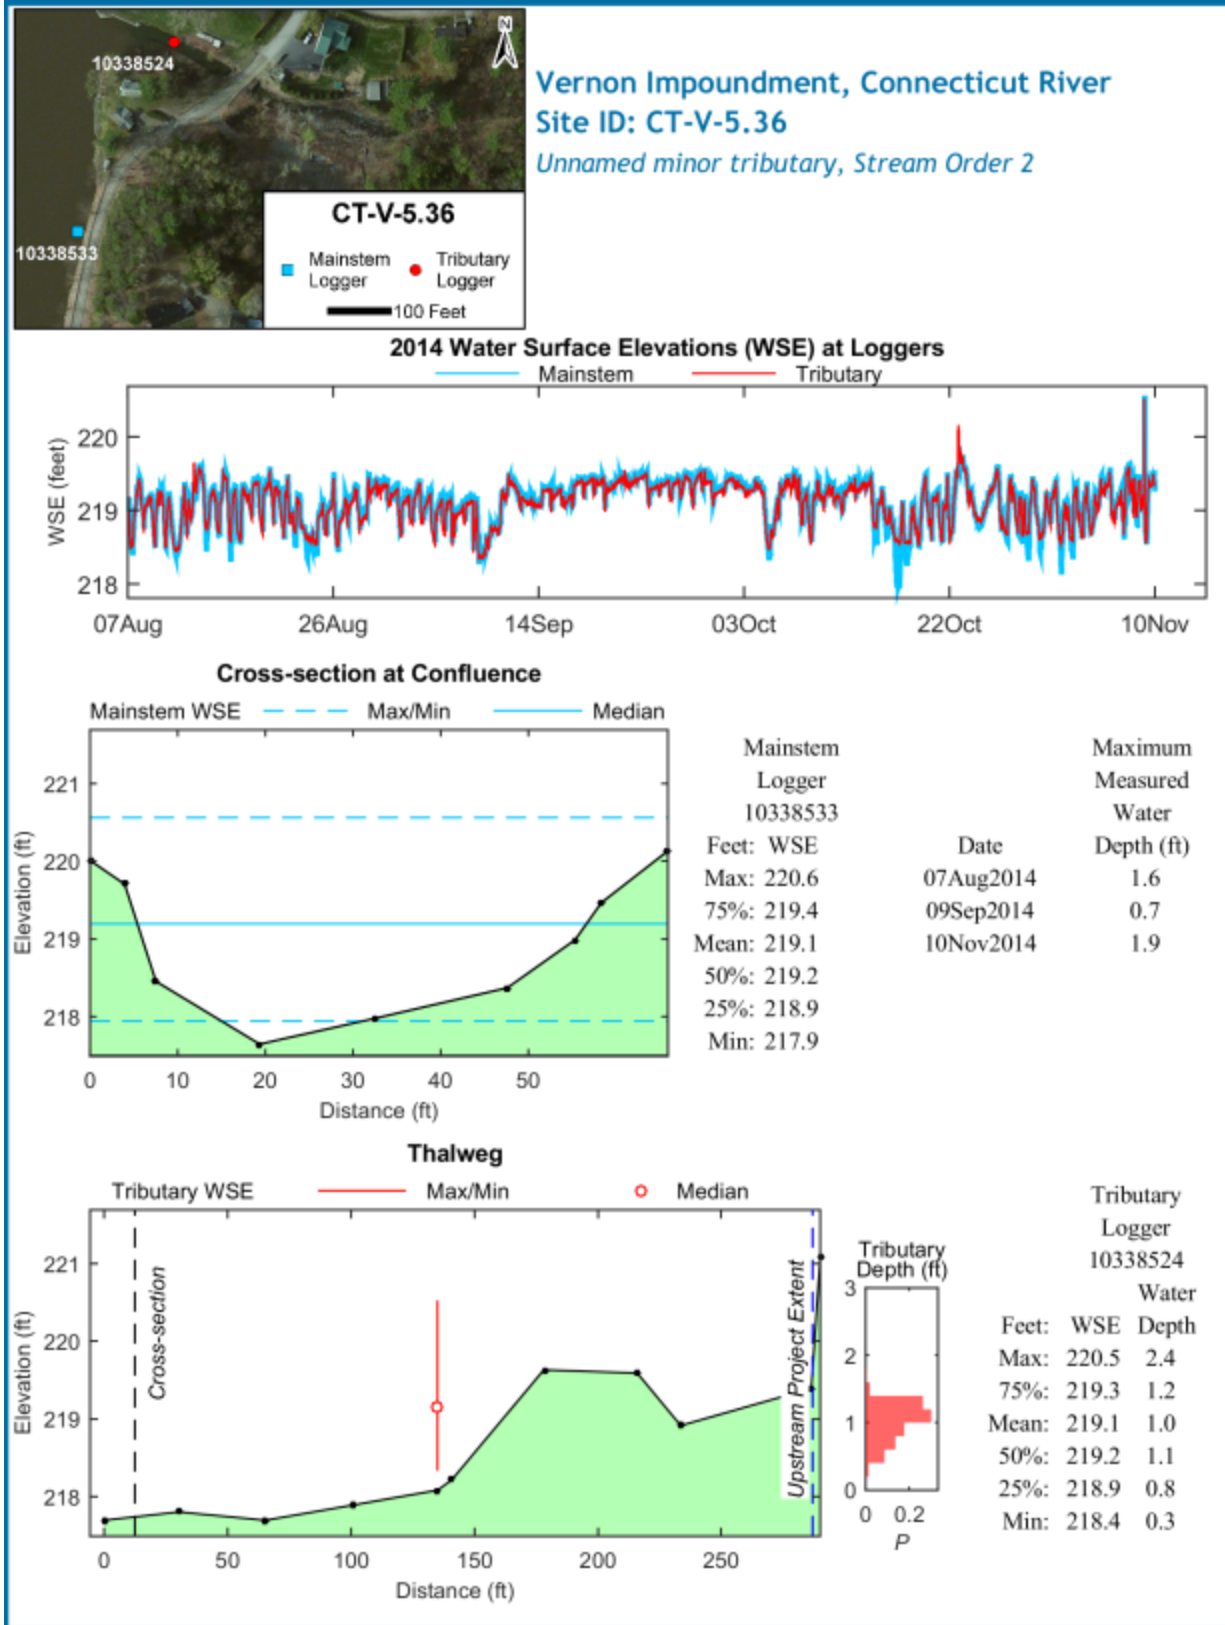 N
10338524
10338533
CT-V-5.36
Mainstem Logger
Tributary Logger
100 Feet
Vernon Impoundment, Connecticut River
Site ID: CT-V-5.36
Unnamed minor tributary, Stream Order 2
2014 Water Surface Elevations (WSE) at Loggers
Mainstem Tributary
WSE (feet)
220
219
218
07Aug 26Aug 14Sep 03Oct 22Oct 10Nov
Cross-section at Confluence
Mainstem WSE Max/Min Median
Elevation (ft)
221
220
219
218
0 10 20 30 40 50
Distance (ft)
Mainstem
Logger
10338533
Feet: WSE
Max: 220.6
75%: 219.4
Mean: 219.1
50%: 219.2
25%: 218.9
Min: 217.9
Maximum
Measured
Water
Date Depth (ft)
07Aug2014 1.6
09Sep2014 0.7
10Nov2014 1.9
Thalweg
Tributary WSE Max/Min Median
Elevation (ft)
221
220
219
218
Cross-section
Upstream Project Extent
0 50 100 150 200 250
Distance (ft)
Tributary
Depth (ft)
3
2
1
0
0 0.2
P
Tributary
Logger
10338524
Water
Feet: WSE Depth
Max: 220.5 2.4
75%: 219.3 1.2
Mean: 219.1 1.0
50%: 219.2 1.1
25%: 218.9 0.8
Min: 218.4 0.3